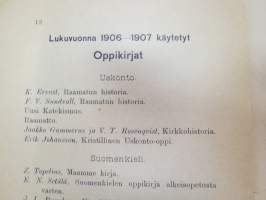 12
Lukuvuonna 1906—1907 käytetyt
Oppikirjat
Uskonto.
K. Ervast, Raamatun historia.
F. V. Sundvall, Raamatun historia.
Uusi Katekismus.
Raamattu.
Jaakko Gummerus ja V. T. Rosenqvist, Kirkkohistoria.
Erik Johansson, Kristillinen Uskonto-oppi.
Suomenkieli.
Z. Topelius, Maamme kirja.
E. N. Setälä, Suomenkielen oppikirja alkeisopetusta
varten.